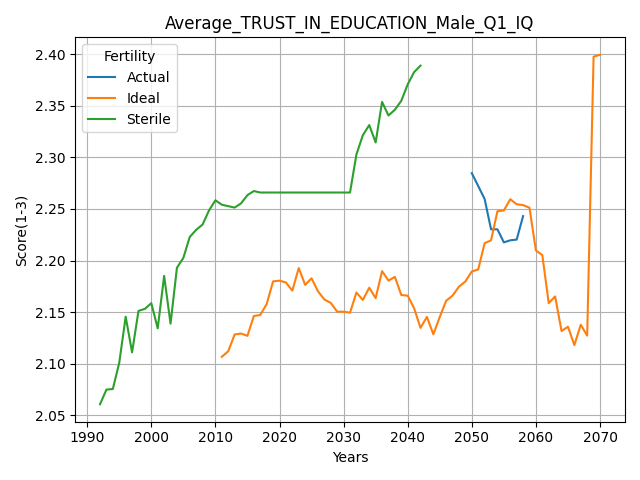 Average_TRUST_IN_EDUCATION_Male_Q1_IQ
Fertility
Actual
Ideal
Sterile
Score(1-3)
2.40
2.35
2.30
2.25
2.20
2.15
2.10
2.05
1990 2000 2010 2020 2030 2040 2050 2060 2070
Years